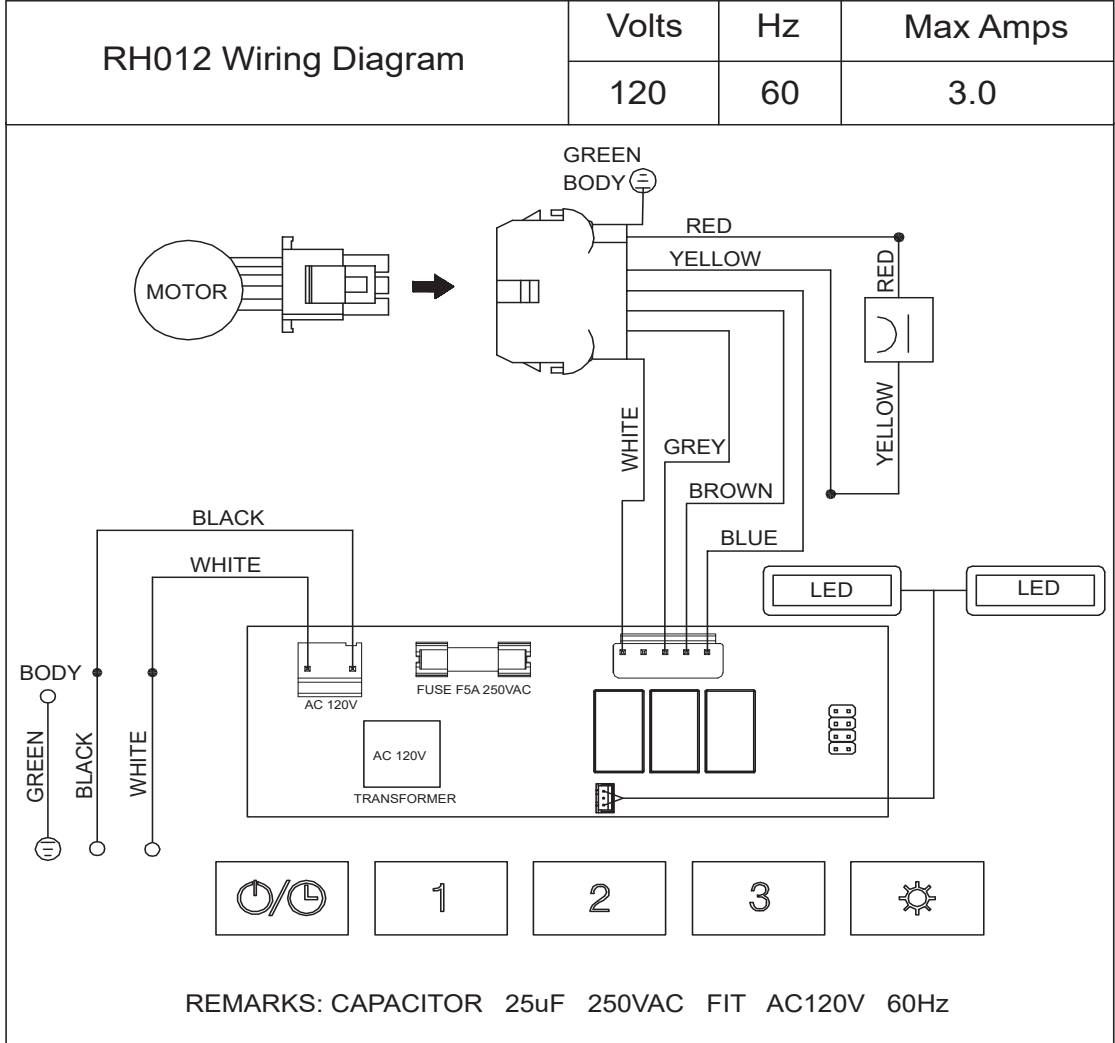 RH012 Wiring Diagram
Volts
Hz
Max Amps
120
60
3.0
GREEN
BODY
RED
YELLOW
RED
MOTOR
YELLOW
WHITE
GREY
BROWN
BLUE
BLACK
WHITE
LED
LED
BODY
AC 120V
FUSE F5A 250VAC
AC 120V
TRANSFORMER
GREEN
BLACK
WHITE
1
2
3
REMARKS: CAPACITOR 25uF 250VAC FIT AC120V 60Hz